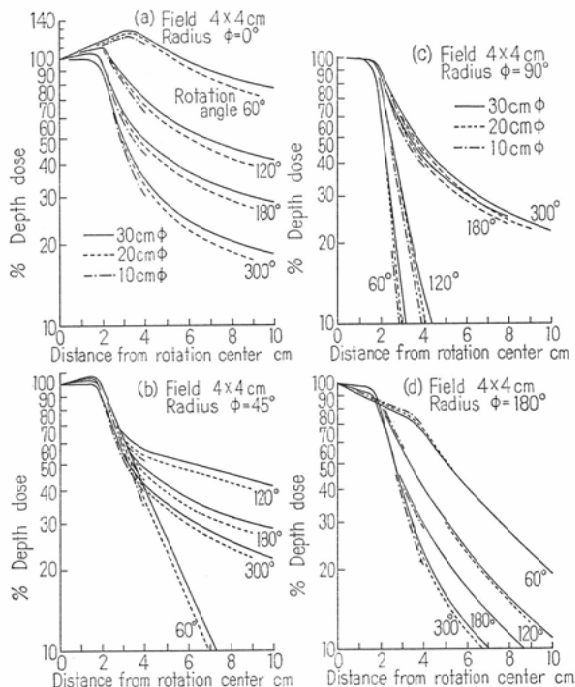 (a) Field 4×4cm
Radius ϕ=0°
140
120
100
90
80
70
60
50
40
30
20
10
% Depth dose
Rotation
angle 60°
120°
180°
300°
30cmϕ
20cmϕ
10cmϕ
0 2 4 6 8 10
Distance from rotation center cm
(c) Field 4×4cm
Radius ϕ=90°
100
90
80
70
60
50
40
30
20
10
% Depth dose
30cmϕ
20cmϕ
10cmϕ
60°
120°
180°
300°
0 2 4 6 8 10
Distance from rotation center cm
(b) Field 4×4cm
Radius ϕ=45°
100
90
80
70
60
50
40
30
20
10
% Depth dose
120°
180°
300°
60°
0 2 4 6 8 10
Distance from rotation center cm
(d) Field 4×4cm
Radius ϕ=180°
100
90
80
70
60
50
40
30
20
10
% Depth dose
60°
120°
180°
300°
0 2 4 6 8 10
Distance from rotation center cm